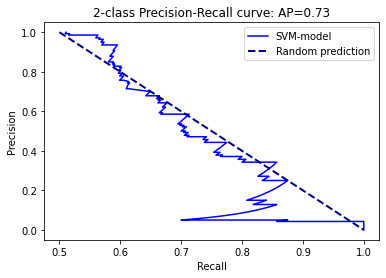 2-class Precision-Recall curve: AP=0.73
SVM-model
Random prediction
Precision
1.0
0.8
0.6
0.4
0.2
0.0
0.5 0.6 0.7 0.8 0.9 1.0
Recall